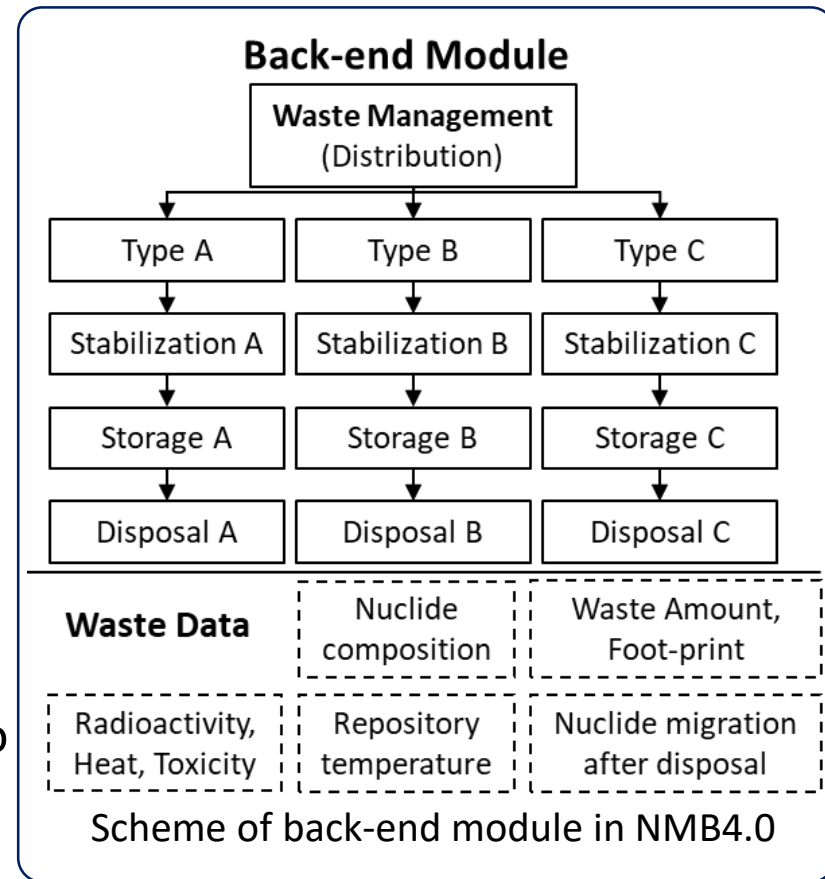 Back-end Module
Waste Management
(Distribution)
Type A
Type B
Type C
Stabilization A
Stabilization B
Stabilization C
Storage A
Storage B
Storage C
Disposal A
Disposal B
Disposal C
Waste Data
Nuclide
composition
Waste Amount,
Foot-print
Radioactivity,
Heat, Toxicity
Repository
temperature
Nuclide migration
after disposal
Scheme of back-end module in NMB4.0